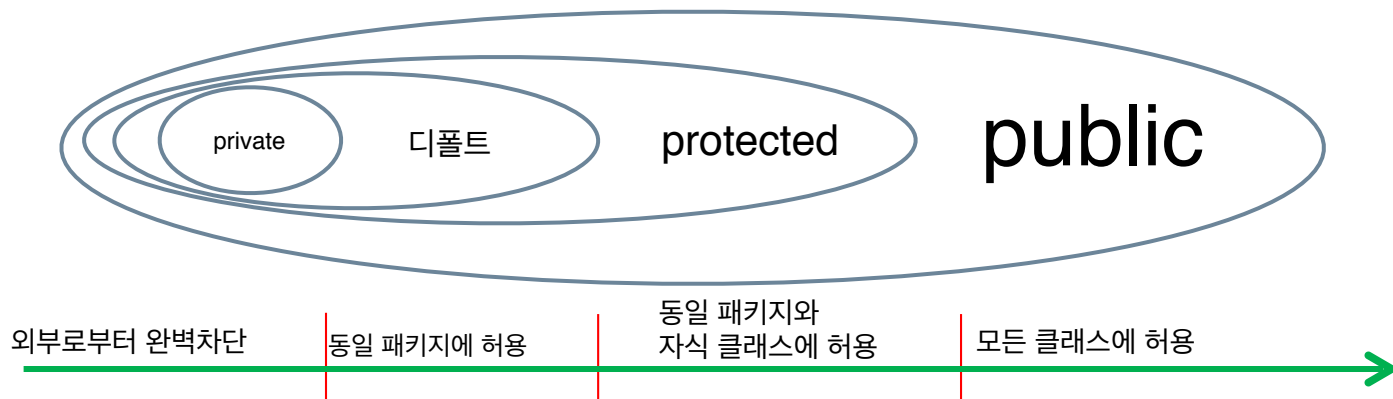 private
디폴트
protected
public
외부로부터 완벽차단
동일 패키지에 허용
동일 패키지와
자식 클래스에 허용
모든 클래스에 허용